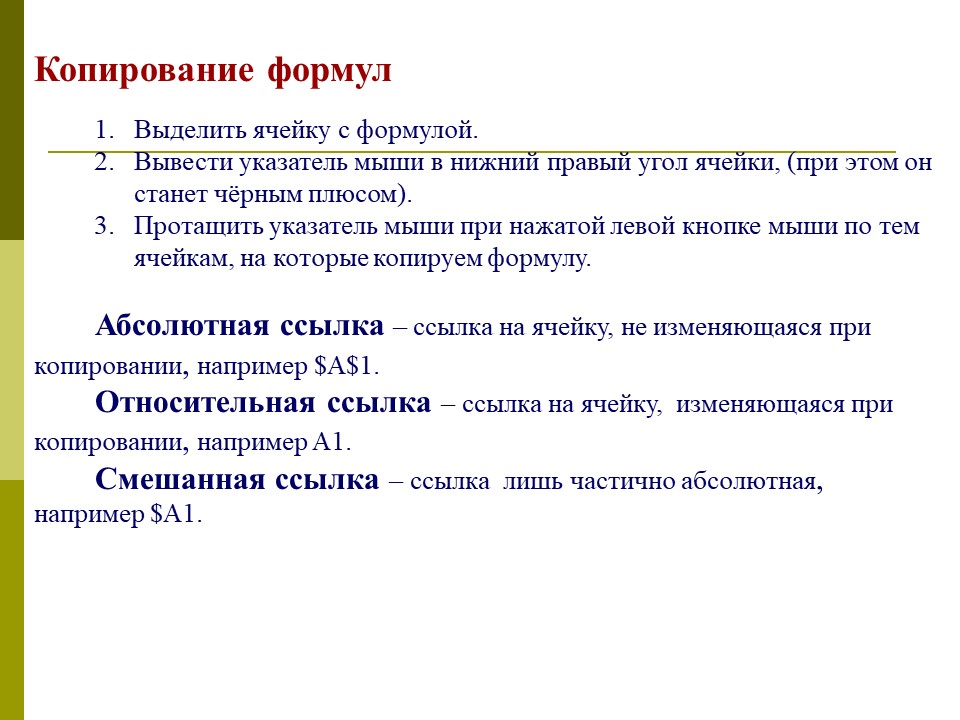 Копирование формул
1. Выделить ячейку с формулой.
2. Вывести указатель мыши в нижний правый угол ячейки, (при этом он
станет чёрным плюсом).
3. Протащить указатель мыши при нажатой левой кнопке мыши по тем
ячейкам, на которые копируем формулу.
Абсолютная ссылка – ссылка на ячейку, не изменяющаяся при
копировании, например $A$1.
Относительная ссылка – ссылка на ячейку, изменяющаяся при
копировании, например A1.
Смешанная ссылка – ссылка лишь частично абсолютная,
например $A1.